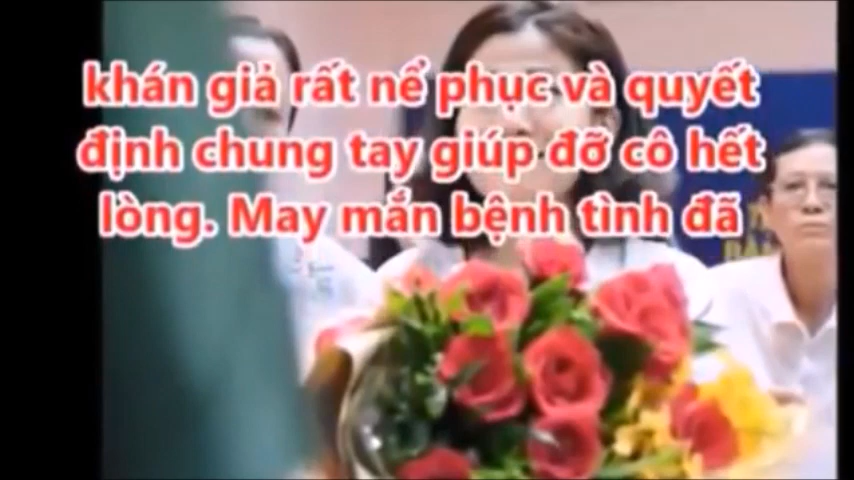 khán giả rất nể phục và quyết
định chung tay giúp đỡ cô hết
lòng. May mắn bệnh tình đã